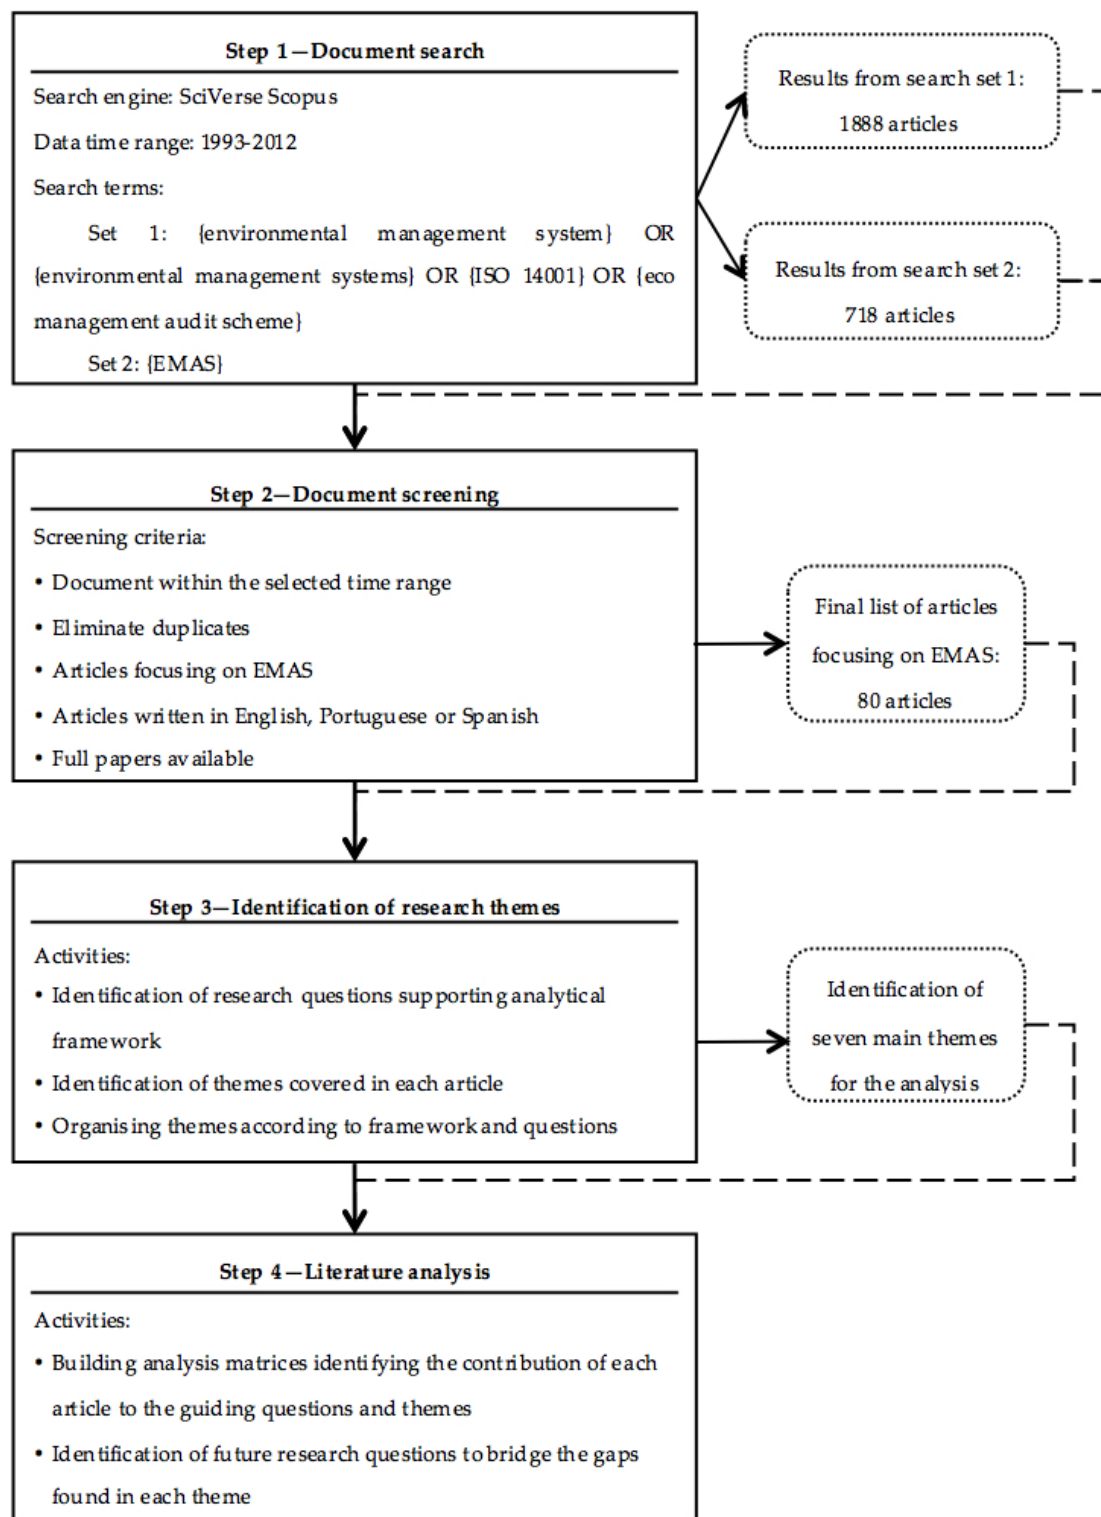 Step 1—Document search
Search engine: SciVerse Scopus
Data time range: 1993-2012
Search terms:
Set 1: {environmental management system} OR
{environmental management systems} OR {ISO 14001} OR {eco
management audit scheme}
Set 2: {EMAS}
Results from search set 1:
1888 articles
Results from search set 2:
718 articles
Step 2—Document screening
Screening criteria:
• Document within the selected time range
• Eliminate duplicates
• Articles focusing on EMAS
• Articles written in English, Portuguese or Spanish
• Full papers available
Final list of articles
focusing on EMAS:
80 articles
Step 3—Identification of research themes
Activities:
• Identification of research questions supporting analytical
framework
• Identification of themes covered in each article
• Organising themes according to framework and questions
Identification of
seven main themes
for the analysis
Step 4—Literature analysis
Activities:
• Building analysis matrices identifying the contribution of each
article to the guiding questions and themes
• Identification of future research questions to bridge the gaps
found in each theme